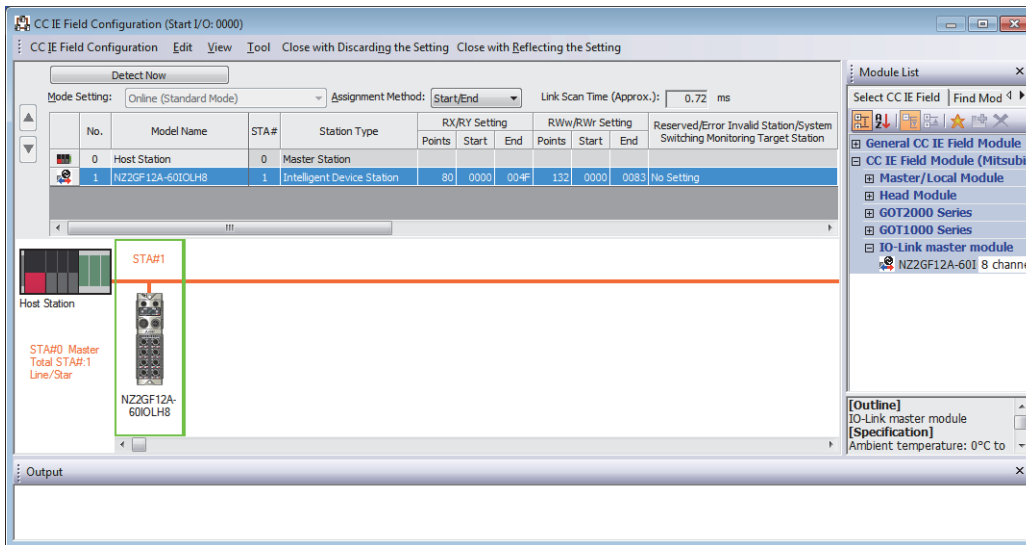 CC IE Field Configuration (Start I/O: 0000)
CC IE Field Configuration Edit View Tool Close with Discarding the Setting Close with Reflecting the Setting
Detect Now
Mode Setting: Online (Standard Mode) Assignment Method: Start/End Link Scan Time (Approx.): 0.72 ms
No. Model Name STA# Station Type RX/RY Setting RWw/RWr Setting Reserved/Error Invalid Station/System
Switching Monitoring Target Station
Points Start End Points Start End
0 Host Station 0 Master Station
1 NZ2GF12A-60IOLH8 1 Intelligent Device Station 80 0000 004F 132 0000 0083 No Setting
STA#1
Host Station
STA#0 Master
Total STA#:1
Line/Star
NZ2GF12A-
60IOLH8
Module List
Select CC IE Field Find Mod
General CC IE Field Module
CC IE Field Module (Mitsubi
Master/Local Module
Head Module
GOT2000 Series
GOT1000 Series
IO-Link master module
NZ2GF12A-60I 8 channe
[Outline]
IO-Link master module
[Specification]
Ambient temperature: 0°C to
Output